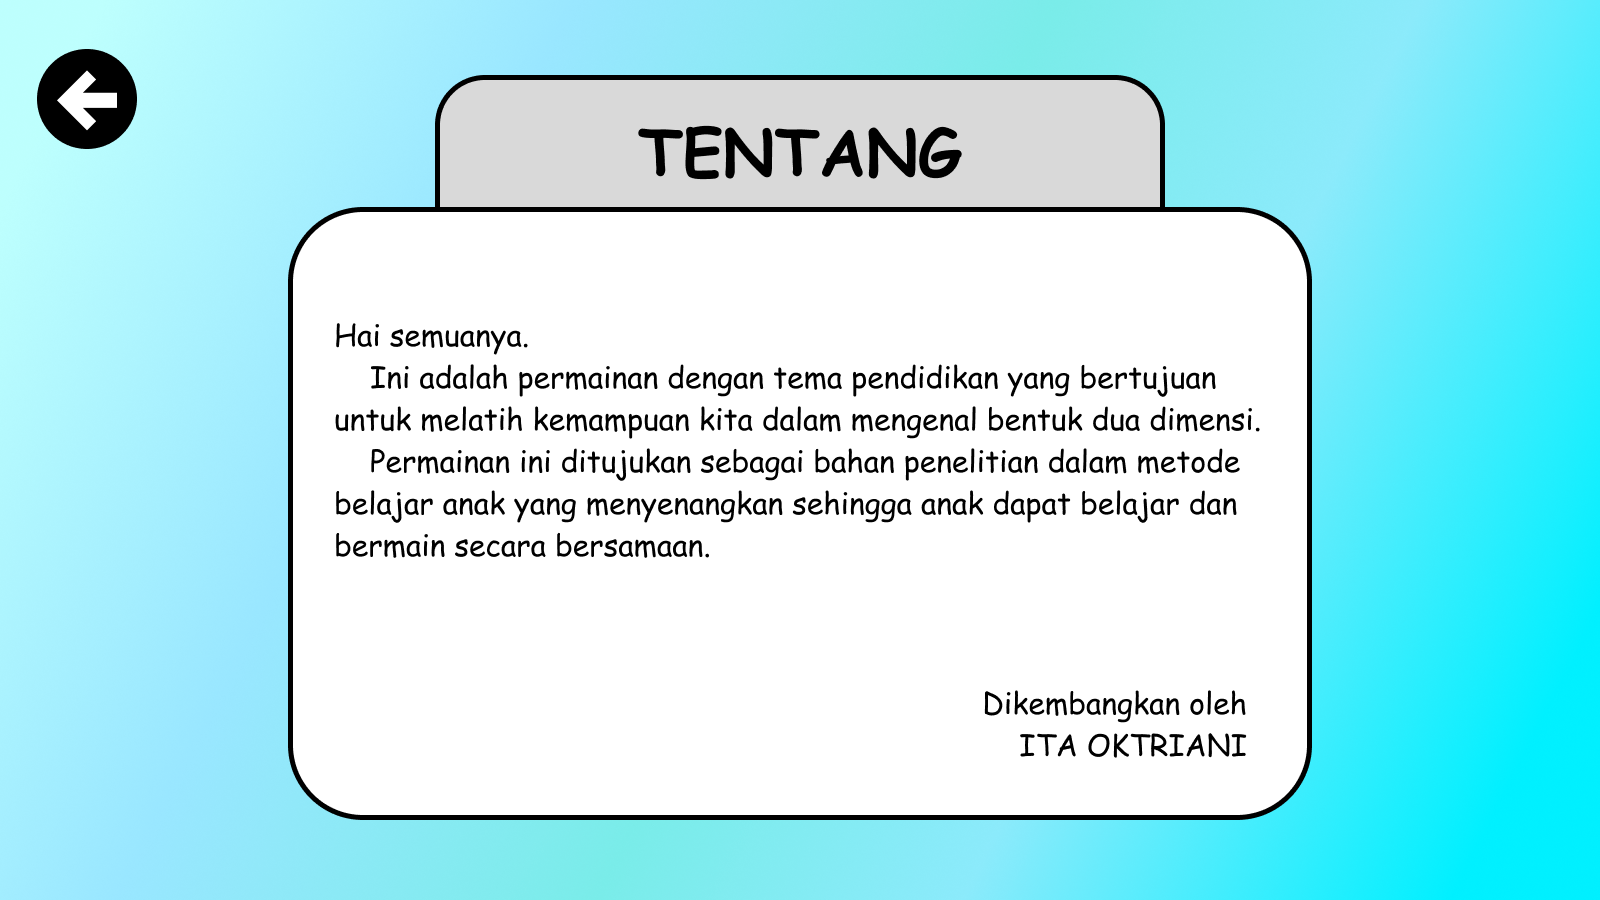 TENTANG
Hai semuanya.
Ini adalah permainan dengan tema pendidikan yang bertujuan
untuk melatih kemampuan kita dalam mengenal bentuk dua dimensi.
Permainan ini ditujukan sebagai bahan penelitian dalam metode
belajar anak yang menyenangkan sehingga anak dapat belajar dan
bermain secara bersamaan.
Dikembangkan oleh
ITA OKTRIANI